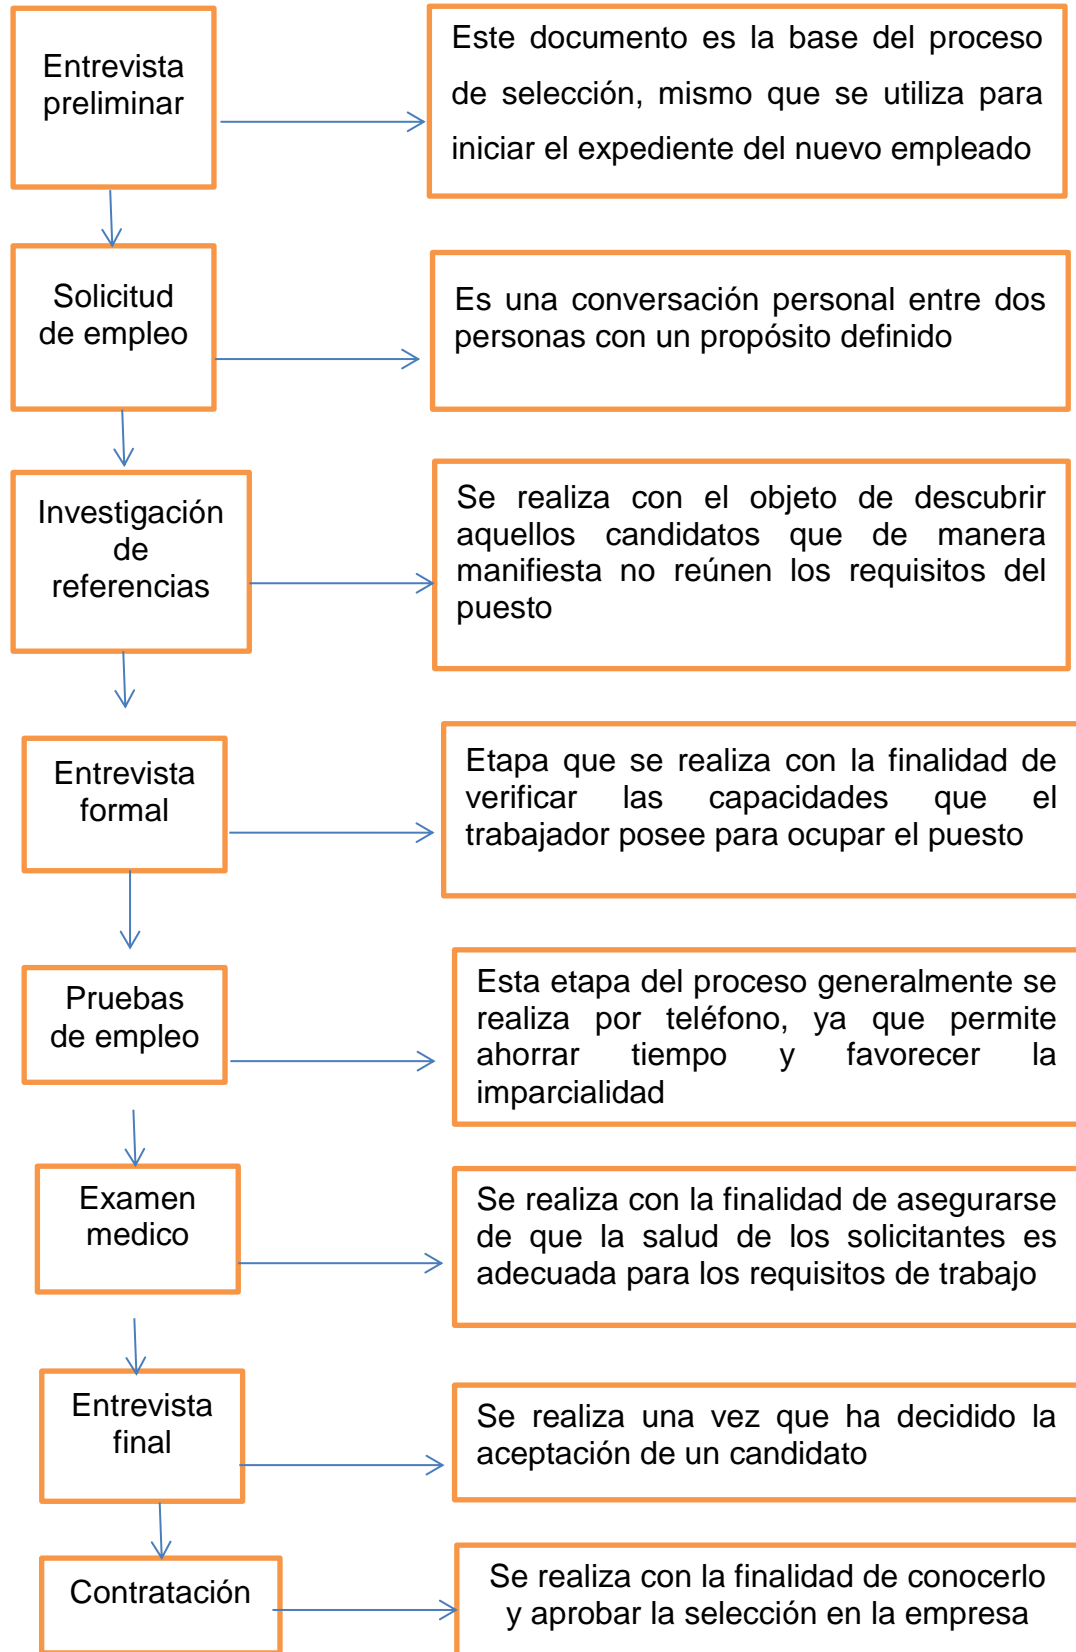 Entrevista
preliminar
Este documento es la base del proceso
de selección, mismo que se utiliza para
iniciar el expediente del nuevo empleado
Solicitud
de empleo
Es una conversación personal entre dos
personas con un propósito definido
Investigación
de
referencias
Se realiza con el objeto de descubrir
aquellos candidatos que de manera
manifiesta no reúnen los requisitos del
puesto
Entrevista
formal
Etapa que se realiza con la finalidad de
verificar las capacidades que el
trabajador posee para ocupar el puesto
Pruebas
de empleo
Esta etapa del proceso generalmente se
realiza por teléfono, ya que permite
ahorrar tiempo y favorecer la
imparcialidad
Examen
medico
Se realiza con la finalidad de asegurarse
de que la salud de los solicitantes es
adecuada para los requisitos de trabajo
Entrevista
final
Se realiza una vez que ha decidido la
aceptación de un candidato
Contratación
Se realiza con la finalidad de conocerlo
y aprobar la selección en la empresa